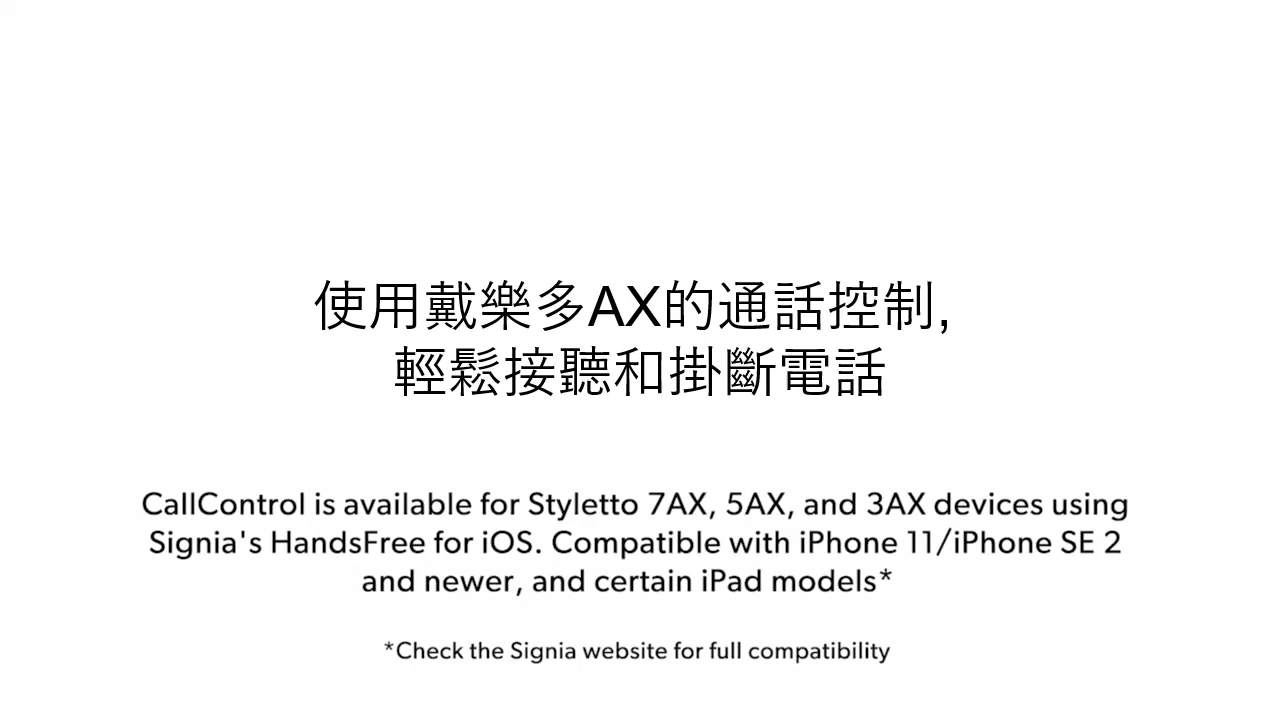 使用戴樂多AX的通話控制,
輕鬆接聽和掛斷電話
CallControl is available for Styletto 7AX, 5AX, and 3AX devices using
Signia's HandsFree for iOS. Compatible with iPhone 11/iPhone SE 2
and newer, and certain iPad models*
*Check the Signia website for full compatibility